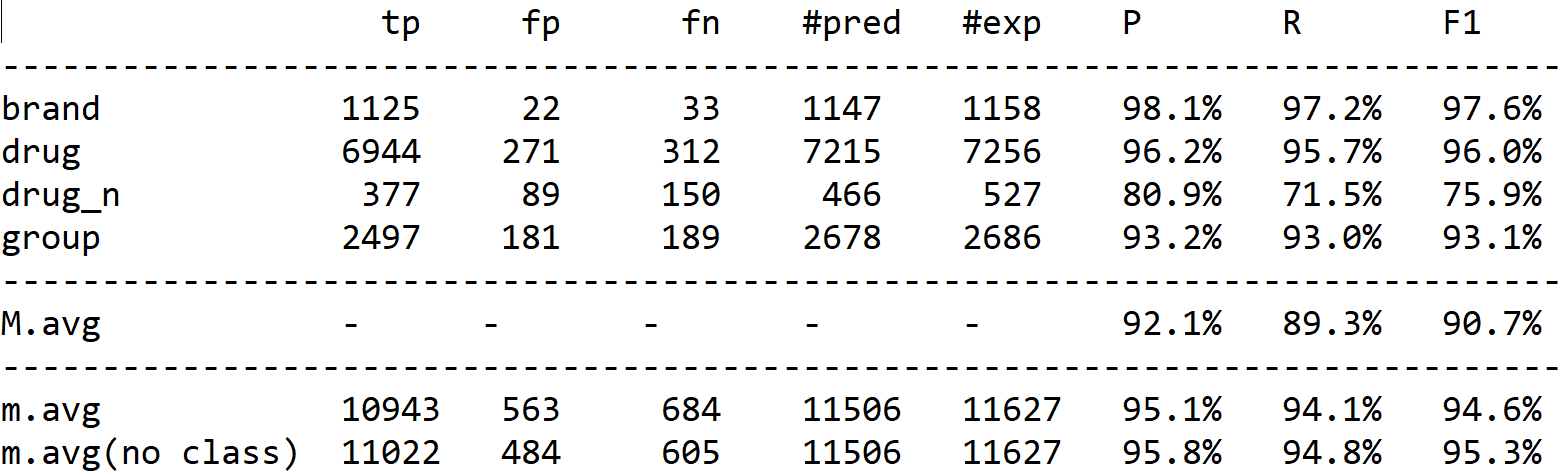 tp fp fn #pred #exp P R F1
------------------------------------------------------------------------------
brand 1125 22 33 1147 1158 98.1% 97.2% 97.6%
drug 6944 271 312 7215 7256 96.2% 95.7% 96.0%
drug_n 377 89 150 466 527 80.9% 71.5% 75.9%
group 2497 181 189 2678 2686 93.2% 93.0% 93.1%
------------------------------------------------------------------------------
M.avg - - - - - 92.1% 89.3% 90.7%
------------------------------------------------------------------------------
m.avg 10943 563 684 11506 11627 95.1% 94.1% 94.6%
m.avg(no class) 11022 484 605 11506 11627 95.8% 94.8% 95.3%